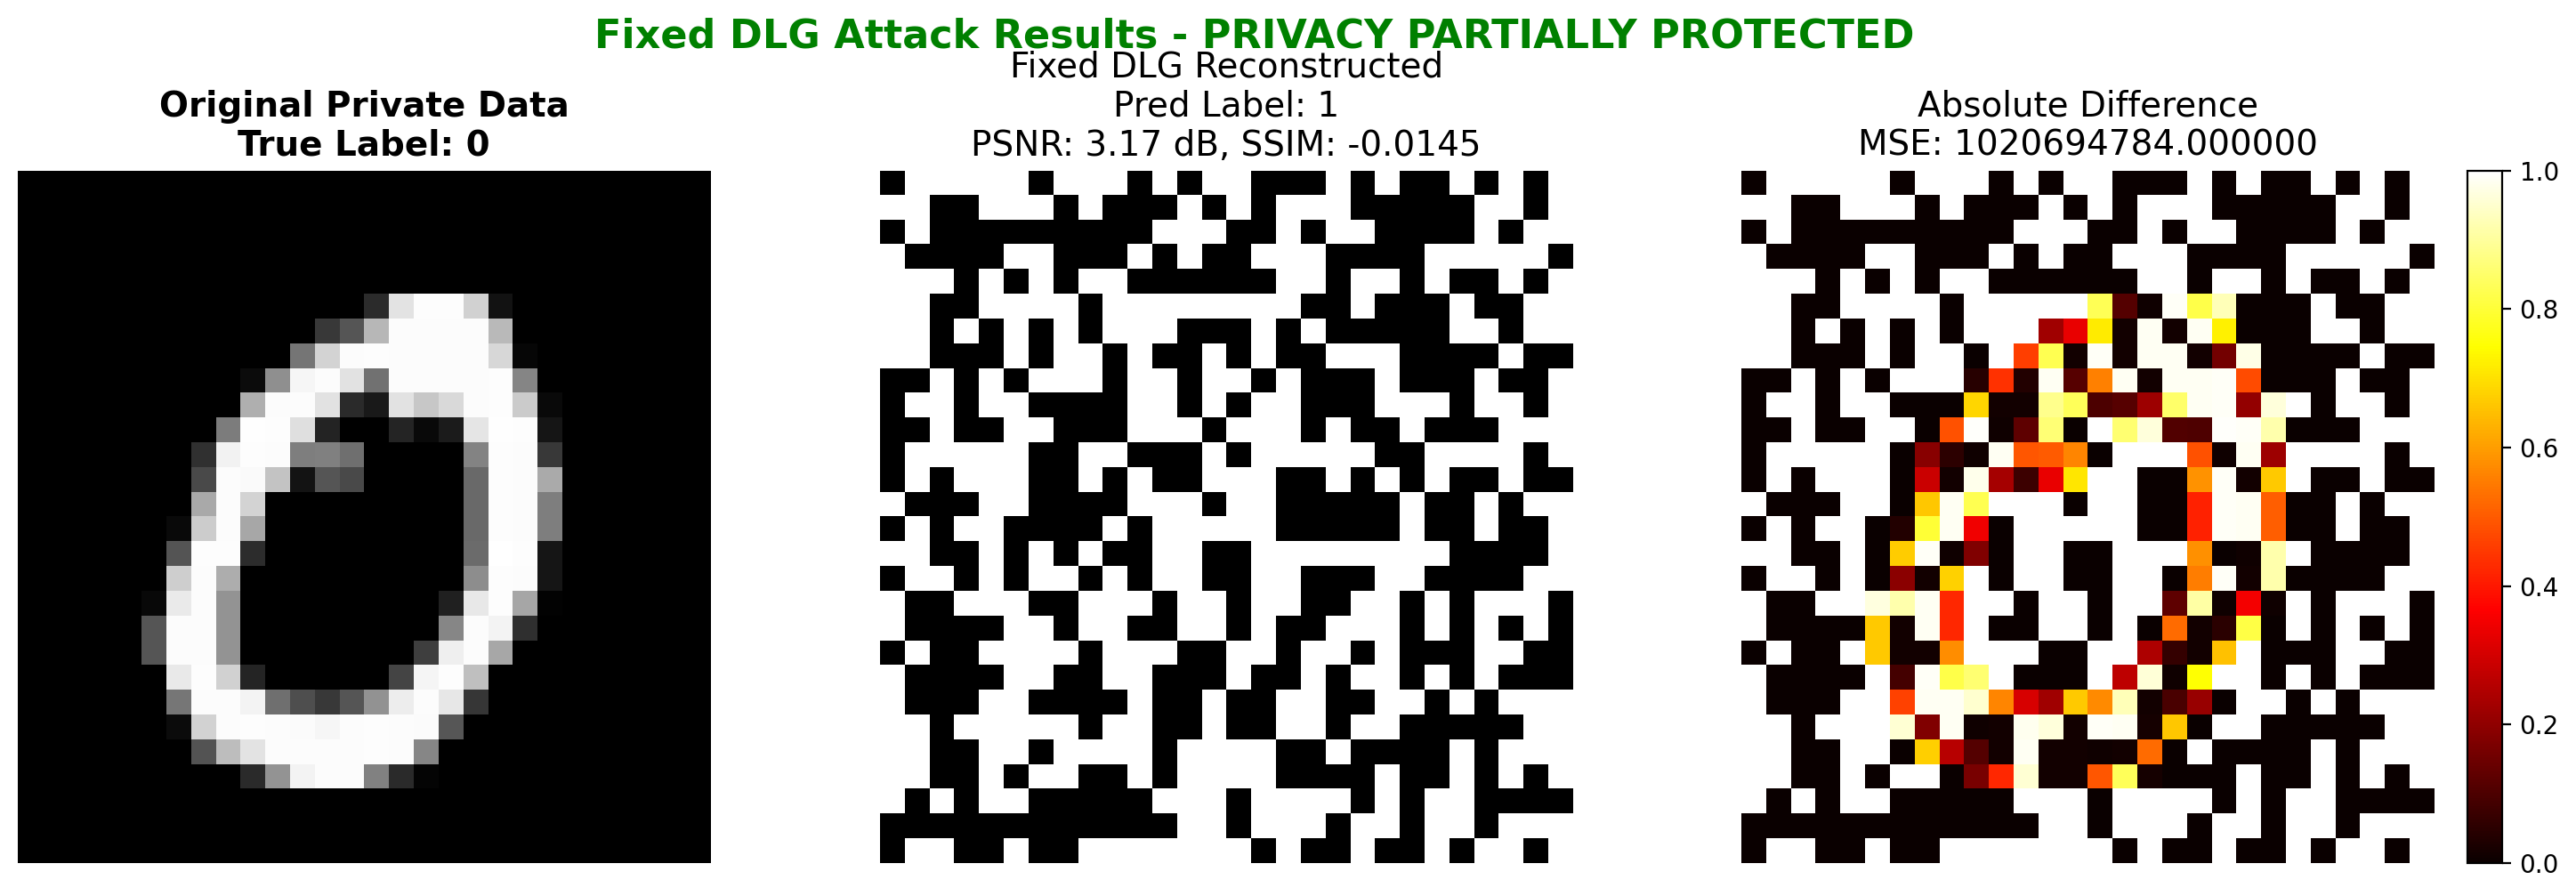 Fixed DLG Attack Results - PRIVACY PARTIALLY PROTECTED
Original Private Data
True Label: 0
Fixed DLG Reconstructed
Pred Label: 1
PSNR: 3.17 dB, SSIM: -0.0145
Absolute Difference
MSE: 1020694784.000000
1.0
0.8
0.6
0.4
0.2
0.0